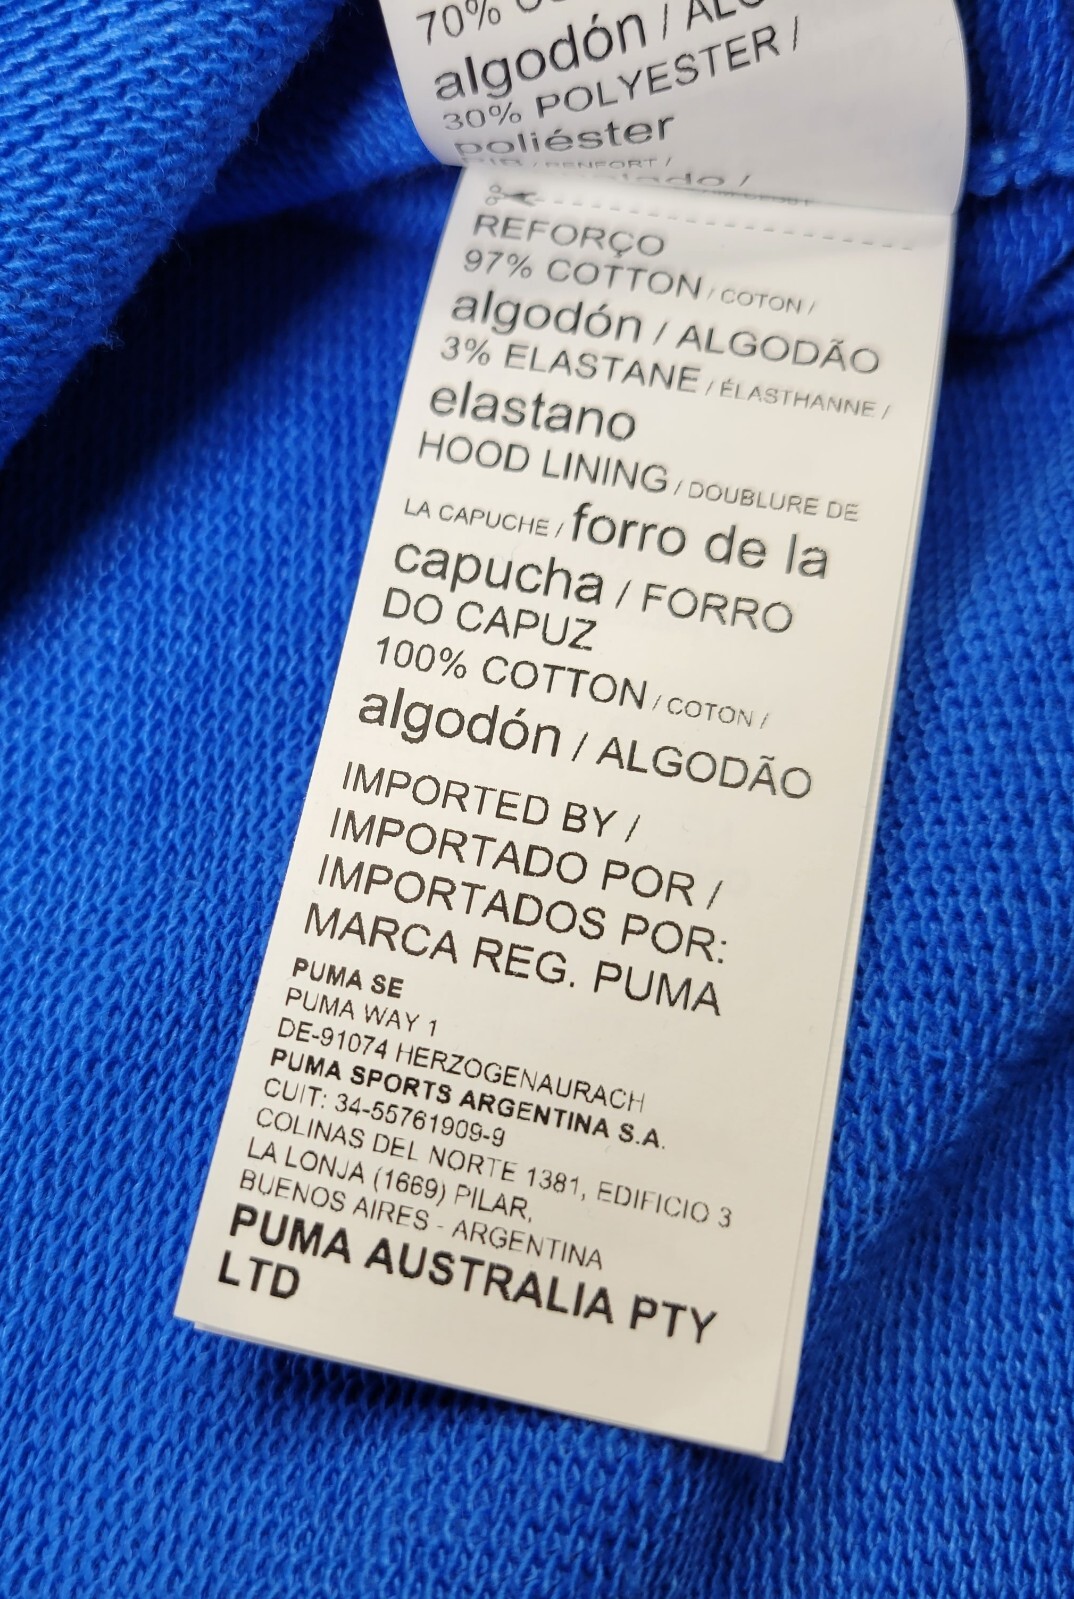 70%
algodón /
30% POLYESTER /
poliéster
/ RENFORT /
REFORÇO
97% COTTON / COTON /
algodón / ALGODÃO
3% ELASTANE / ÉLASTHANNE /
elastano
HOOD LINING / DOUBLURE DE
LA CAPUCHE / forro de la
capucha / FORRO
DO CAPUZ
100% COTTON / COTON /
algodón / ALGODÃO
IMPORTED BY /
IMPORTADO POR /
IMPORTADOS POR:
MARCA REG. PUMA
PUMA SE
PUMA WAY 1
DE-91074 HERZOGENAURACH
PUMA SPORTS ARGENTINA S.A.
CUIT: 34-55761909-9
COLINAS DEL NORTE 1381, EDIFICIO 3
LA LONJA (1669) PILAR,
BUENOS AIRES - ARGENTINA
PUMA AUSTRALIA PTY
LTD